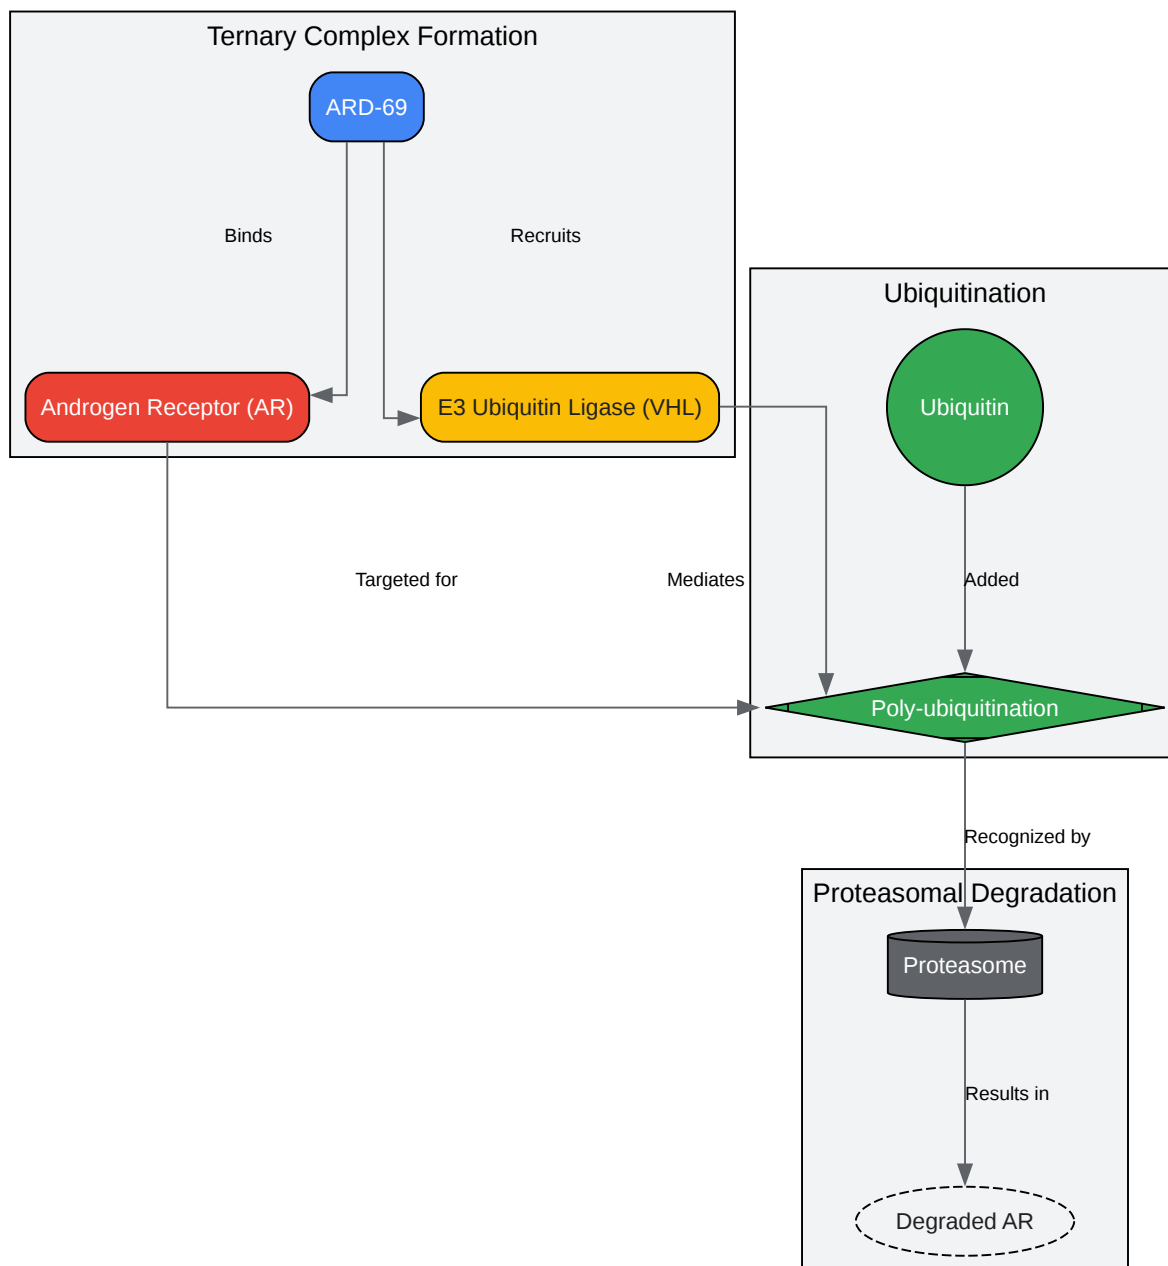 Ternary Complex Formation
ARD-69
Binds
Recruits
Androgen Receptor (AR)
E3 Ubiquitin Ligase (VHL)
Ubiquitination
Ubiquitin
Targeted for
Mediates
Added
Poly-ubiquitination
Recognized by
Proteasomal Degradation
Proteasome
Results in
Degraded AR